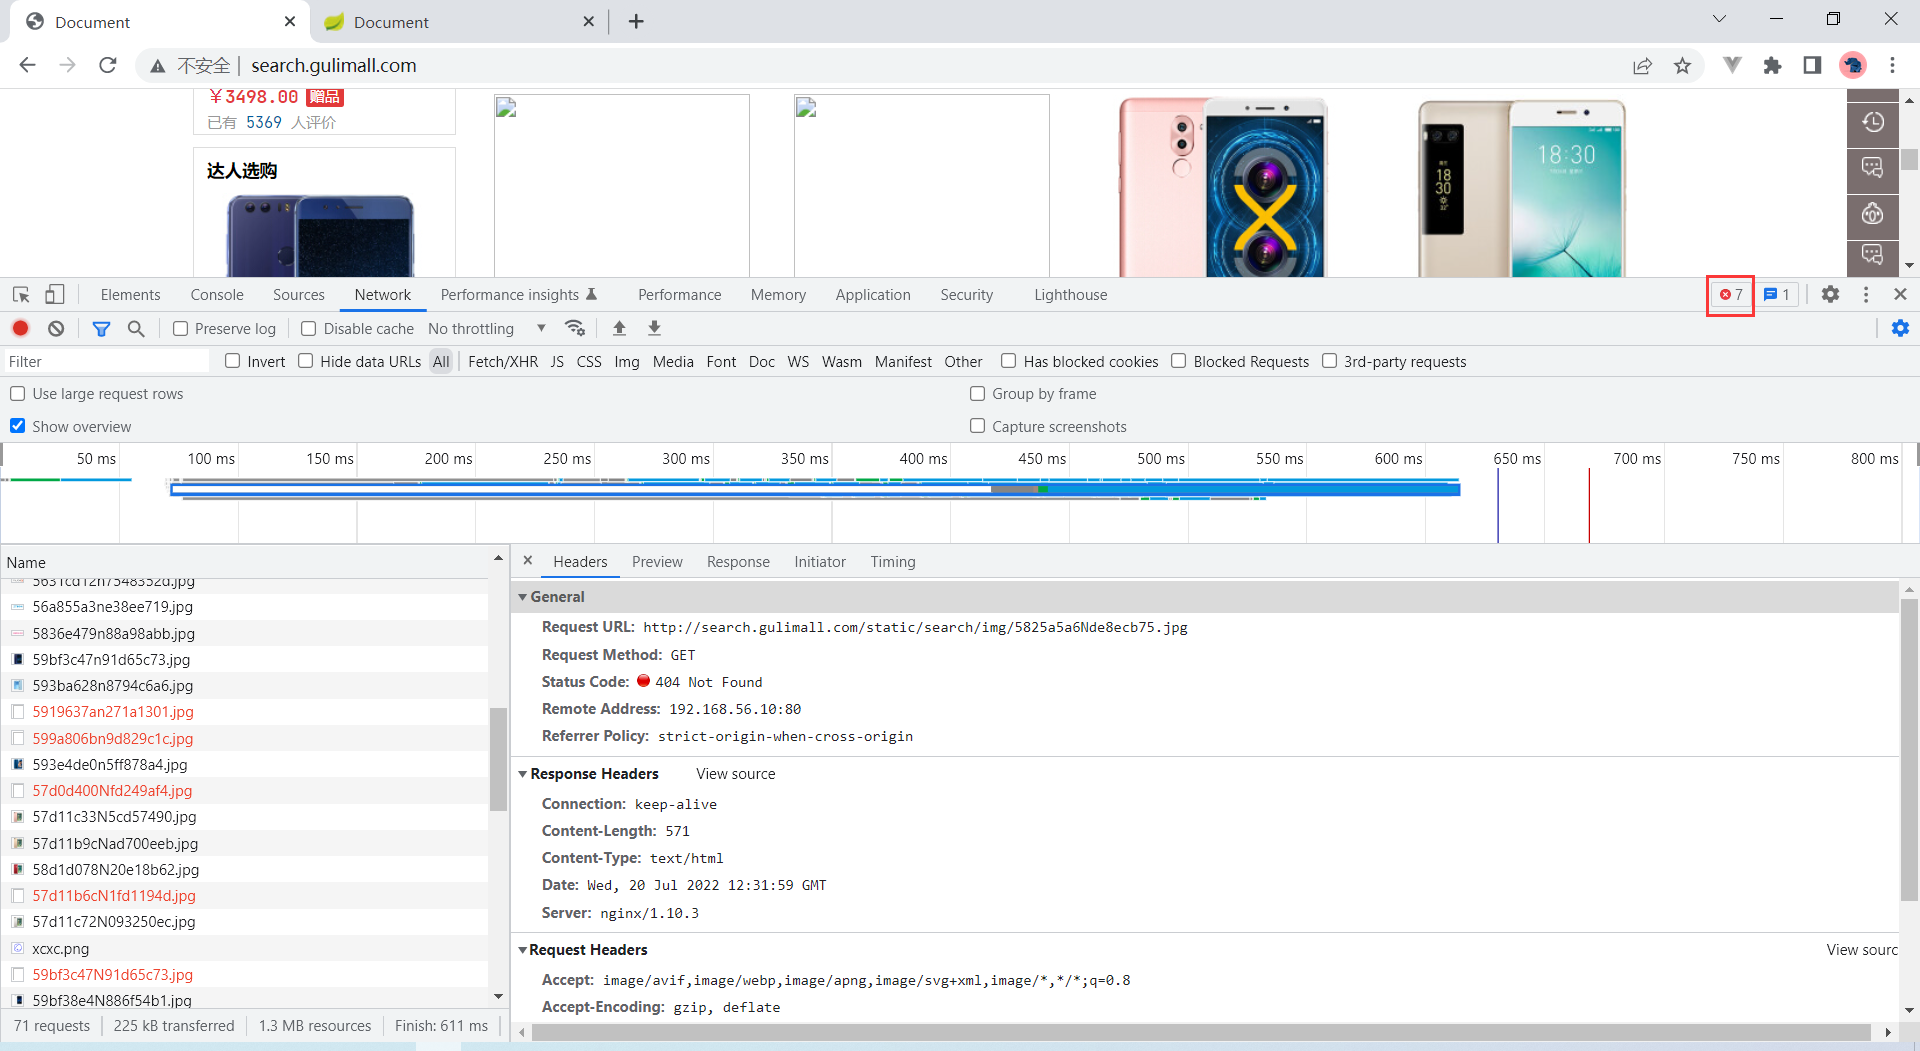 Document
Document
不安全 search.gulimall.com
￥3498.00 赠品
已有 5369 人评价
达人选购
18:30
18
30
Elements Console Sources Network Performance insights Performance Memory Application Security Lighthouse 7 1
Preserve log Disable cache No throttling
Filter Invert Hide data URLs All Fetch/XHR JS CSS Img Media Font Doc WS Wasm Manifest Other Has blocked cookies Blocked Requests 3rd-party requests
Use large request rows Group by frame
Show overview Capture screenshots
50 ms 100 ms 150 ms 200 ms 250 ms 300 ms 350 ms 400 ms 450 ms 500 ms 550 ms 600 ms 650 ms 700 ms 750 ms 800 ms
Name
5631cd12n7548352d.jpg
56a855a3ne38ee719.jpg
5836e479n88a98abb.jpg
59bf3c47n91d65c73.jpg
593ba628n8794c6a6.jpg
5919637an271a1301.jpg
599a806bn9d829c1c.jpg
593e4de0n5ff878a4.jpg
57d0d400Nfd249af4.jpg
57d11c33N5cd57490.jpg
57d11b9cNad700eeb.jpg
58d1d078N20e18b62.jpg
57d11b6cN1fd1194d.jpg
57d11c72N093250ec.jpg
xcxc.png
59bf3c47N91d65c73.jpg
59bf38e4N886f54b1.jpg
71 requests 225 kB transferred 1.3 MB resources Finish: 611 ms
Headers Preview Response Initiator Timing
General
Request URL: http://search.gulimall.com/static/search/img/5825a5a6Nde8ecb75.jpg
Request Method: GET
Status Code: 404 Not Found
Remote Address: 192.168.56.10:80
Referrer Policy: strict-origin-when-cross-origin
Response Headers View source
Connection: keep-alive
Content-Length: 571
Content-Type: text/html
Date: Wed, 20 Jul 2022 12:31:59 GMT
Server: nginx/1.10.3
Request Headers View sourc
Accept: image/avif,image/webp,image/apng,image/svg+xml,image/*,*/*;q=0.8
Accept-Encoding: gzip, deflate